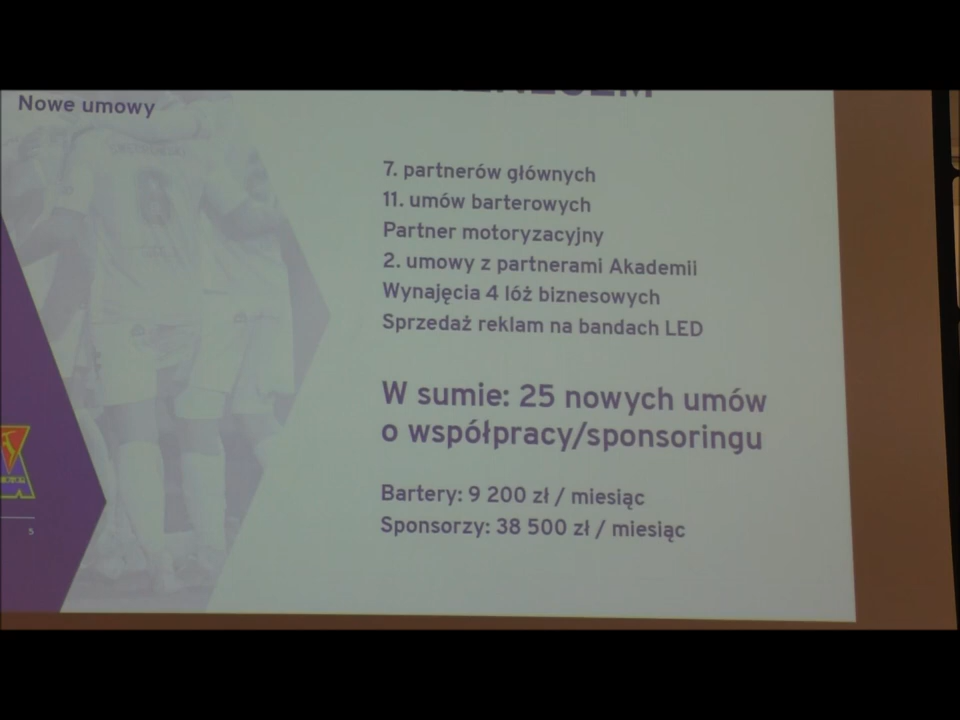 Nowe umowy
7. partnerów głównych
11. umów barterowych
Partner motoryzacyjny
2. umowy z partnerami Akademii
Wynajęcia 4 lóż biznesowych
Sprzedaż reklam na bandach LED
W sumie: 25 nowych umów
o współpracy/sponsoringu
Bartery: 9 200 zł / miesiąc
Sponsorzy: 38 500 zł / miesiąc
5